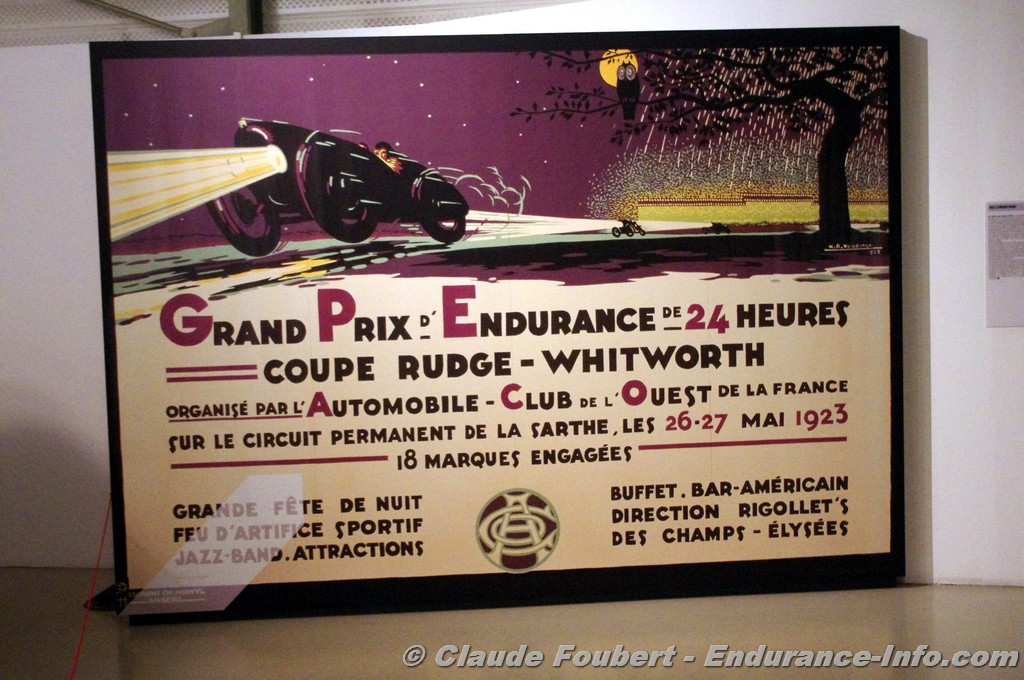 GRAND PRIX D'ENDURANCE DE 24 HEURES
COUPE RUDGE - WHITWORTH
ORGANISÉ PAR L'AUTOMOBILE - CLUB DE L'OUEST DE LA FRANCE
SUR LE CIRCUIT PERMANENT DE LA SARTHE, LES 26-27 MAI 1923
18 MARQUES ENGAGÉES
GRANDE FÊTE DE NUIT
FEU D'ARTIFICE SPORTIF
JAZZ-BAND. ATTRACTIONS
BUFFET. BAR-AMÉRICAIN
DIRECTION RIGOLLET'S
DES CHAMPS - ÉLYSÉES
© Claude Foubert - Endurance-Info.com